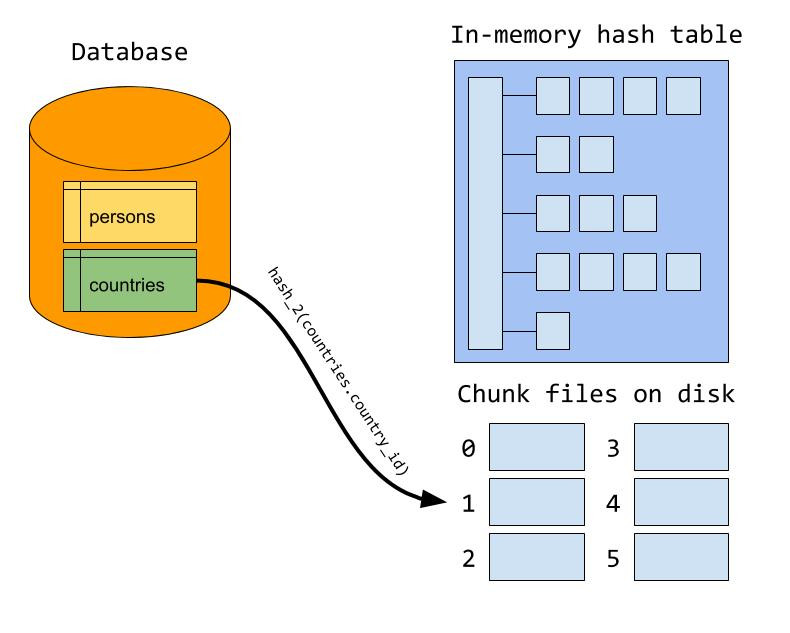 Database
persons
countries
hash_2(countries.country_id)
In-memory hash table
Chunk files on disk
0 3
1 4
2 5